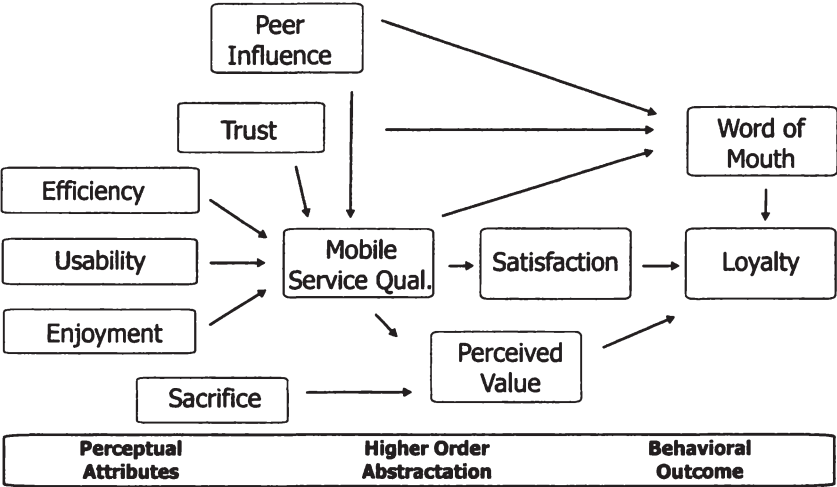 Peer
Influence
Trust
Word of
Mouth
Efficiency
Usability
Mobile
Service Qual.
Satisfaction
Loyalty
Enjoyment
Perceived
Value
Sacrifice
Perceptual
Attributes
Higher Order
Abstractation
Behavioral
Outcome